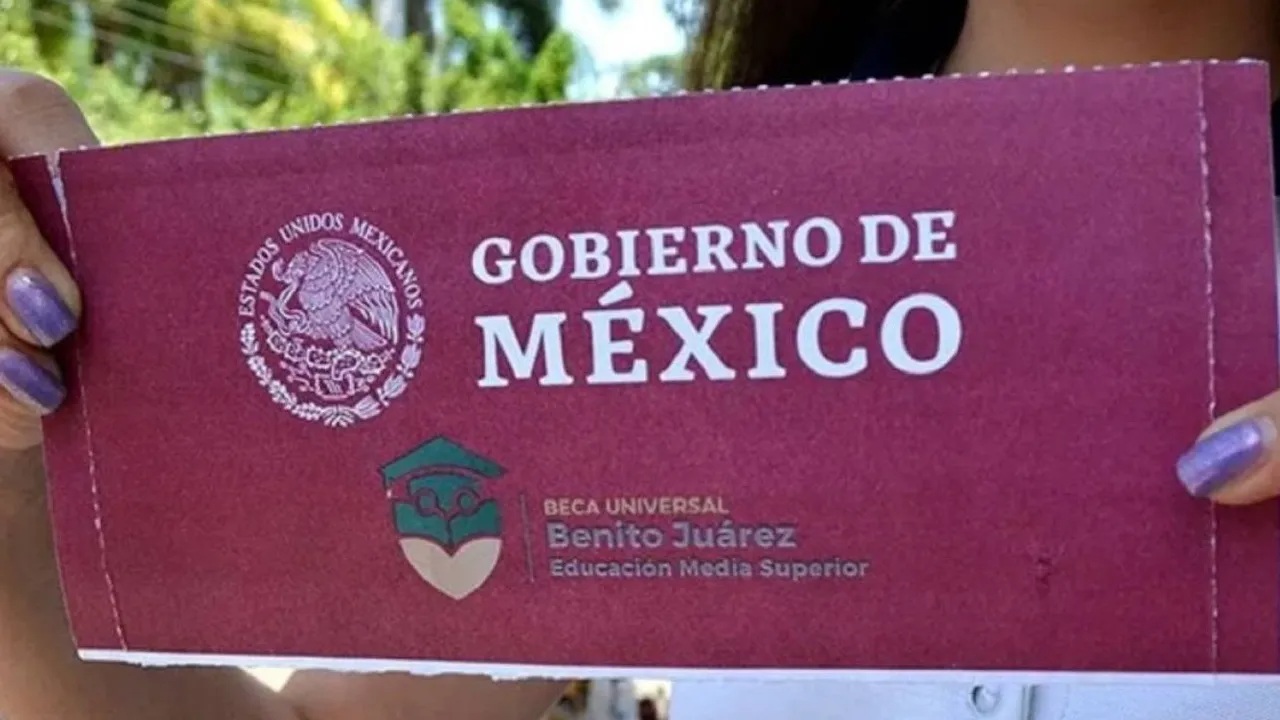 ESTADOS UNIDOS MEXICANOS
GOBIERNO DE
MÉXICO
BECA UNIVERSAL
Benito Juárez
Educación Media Superior